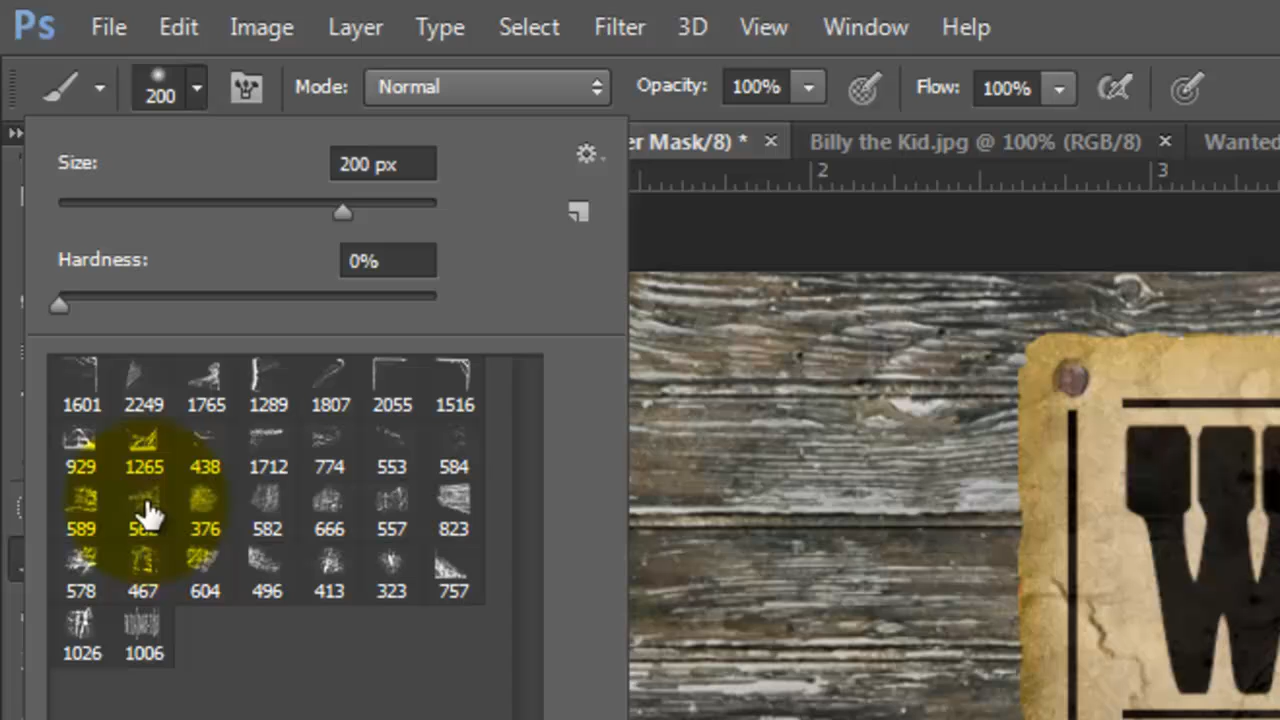 Ps File Edit Image Layer Type Select Filter 3D View Window Help
200 Mode: Normal Opacity: 100% Flow: 100%
er Mask/8) * × Billy the Kid.jpg @ 100% (RGB/8) × Wanted
2 3
Size: 200 px
Hardness: 0%
1601 2249 1765 1289 1807 2055 1516
929 1265 438 1712 774 553 584
589 376 582 666 557 823
578 467 604 496 413 323 757
1026 1006
W